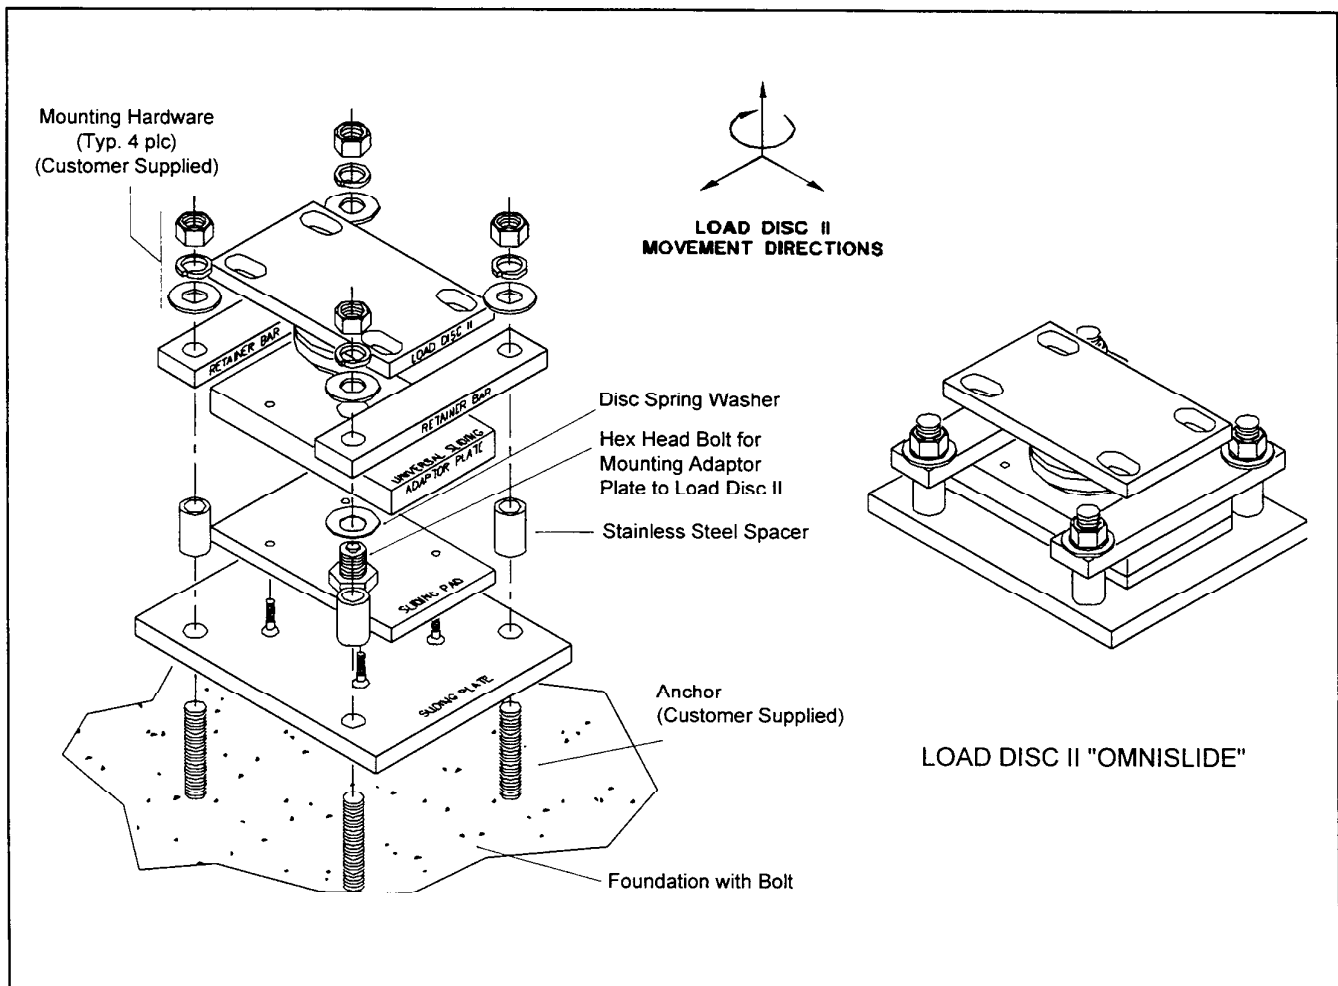 Mounting Hardware
(Typ. 4 plc)
(Customer Supplied)
LOAD DISC II
MOVEMENT DIRECTIONS
RETAINER BAR
LOAD DISC II
RETAINER BAR
UNIVERSAL SLIDING
ADAPTOR PLATE
Disc Spring Washer
Hex Head Bolt for
Mounting Adaptor
Plate to Load Disc II
Stainless Steel Spacer
SLIDING PAD
SLIDING PLATE
Anchor
(Customer Supplied)
LOAD DISC II "OMNISLIDE"
Foundation with Bolt